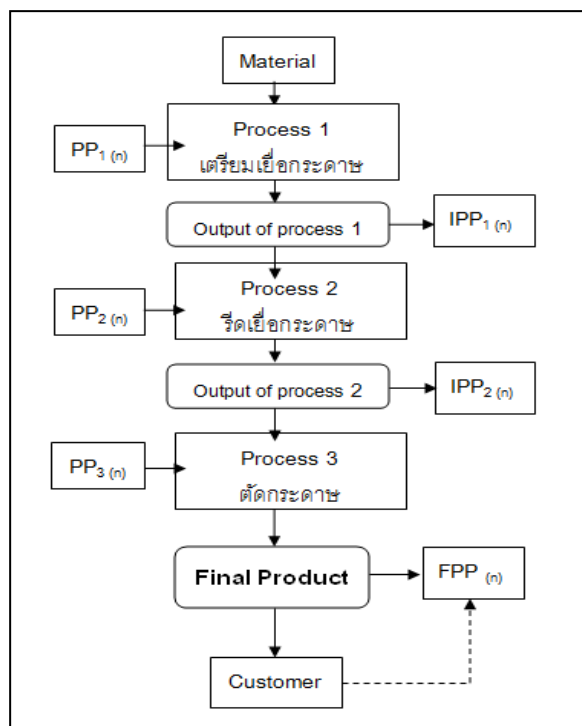 Material
Process 1
PP1 (n)
เตรียมเยื่อกระดาษ
Output of process 1
IPP1 (n)
Process 2
PP2 (n)
รีดเยื่อกระดาษ
Output of process 2
IPP2 (n)
Process 3
PP3 (n)
ตัดกระดาษ
Final Product
FPP (n)
Customer